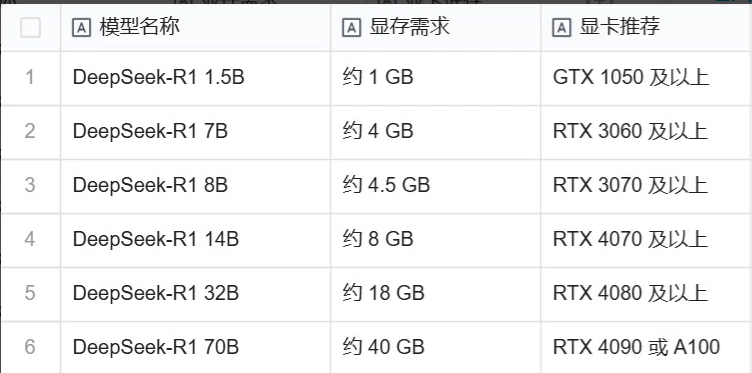 模型名称 显存需求 显卡推荐
1 DeepSeek-R1 1.5B 约 1 GB GTX 1050 及以上
2 DeepSeek-R1 7B 约 4 GB RTX 3060 及以上
3 DeepSeek-R1 8B 约 4.5 GB RTX 3070 及以上
4 DeepSeek-R1 14B 约 8 GB RTX 4070 及以上
5 DeepSeek-R1 32B 约 18 GB RTX 4080 及以上
6 DeepSeek-R1 70B 约 40 GB RTX 4090 或 A100